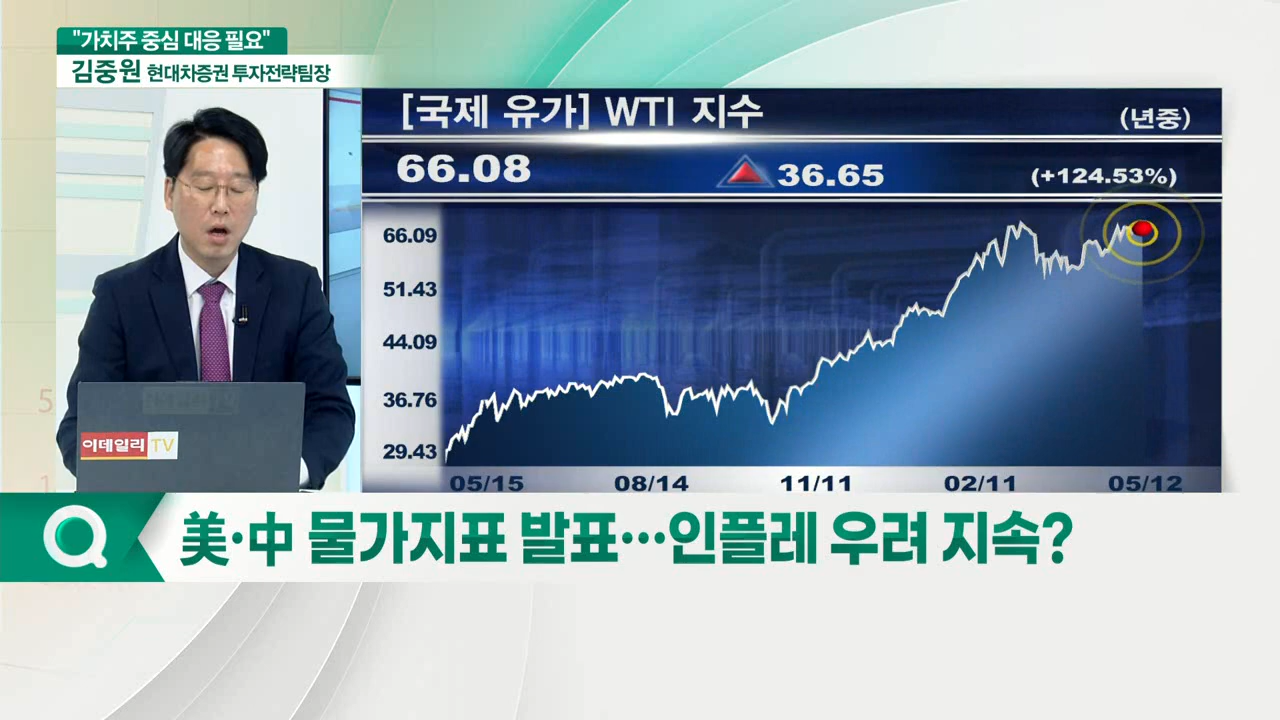 "가치주 중심 대응 필요"
김중원 현대차증권 투자전략팀장
[국제 유가] WTI 지수
(년중)
66.08
36.65
(+124.53%)
66.09
51.43
44.09
36.76
29.43
05/15
08/14
11/11
02/11
05/12
이데일리 TV
5
1
美·中 물가지표 발표…인플레 우려 지속?